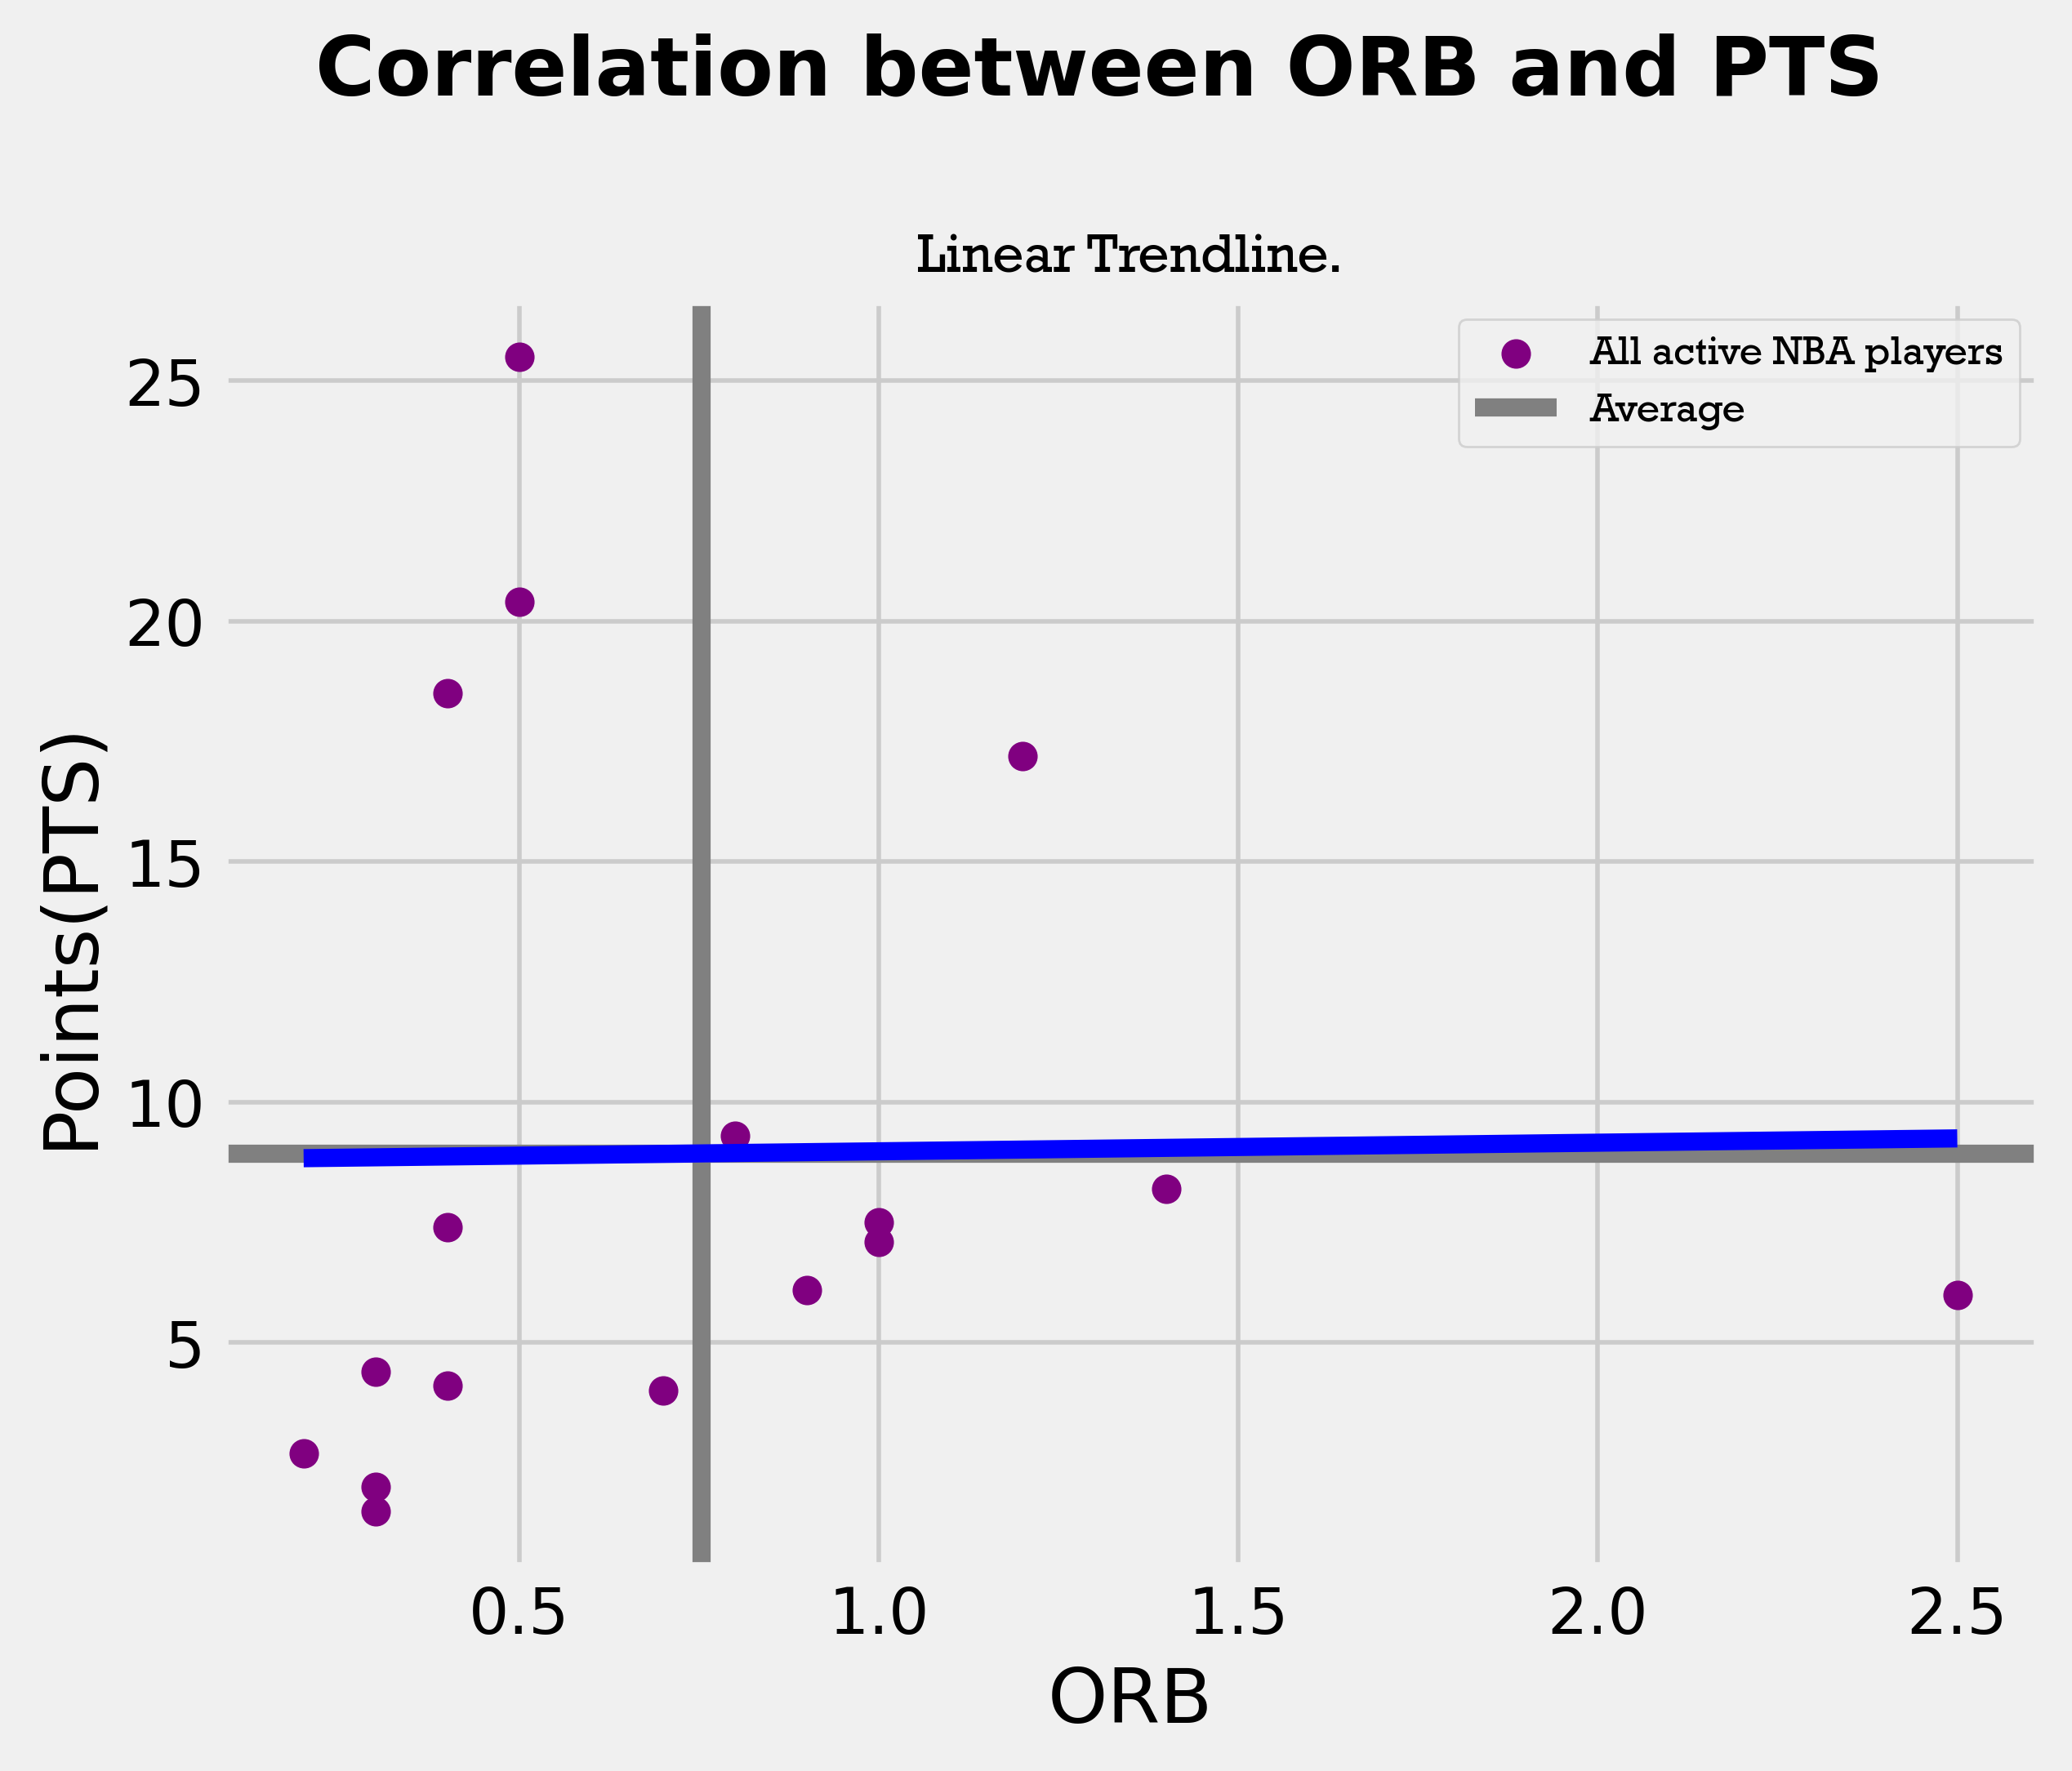 Correlation between ORB and PTS
Linear Trendline.
All active NBA players
Average
Points(PTS)
25
20
15
10
5
0.5 1.0 1.5 2.0 2.5
ORB